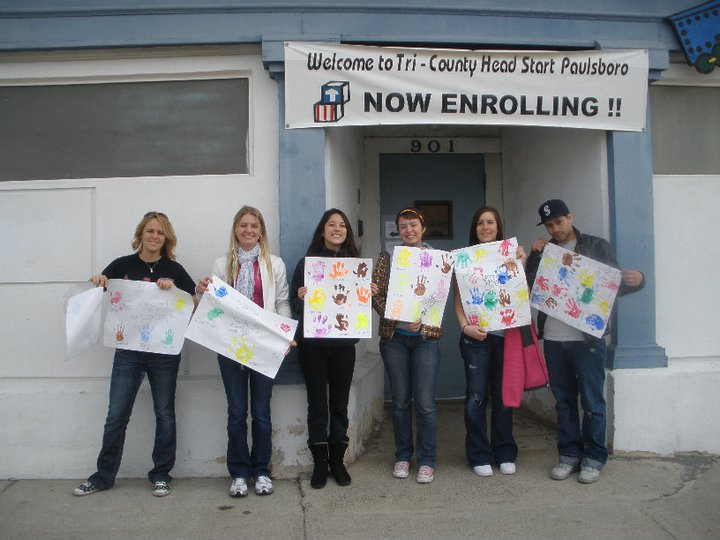 Welcome to Tri - County Head Start Paulsboro
NOW ENROLLING !!
901